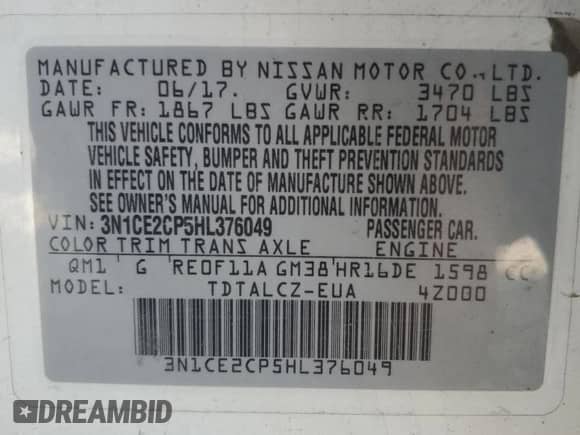 MANUFACTURED BY NISSAN MOTOR CO., LTD.
DATE: 06/17. GVWR: 3470 LBS
GAWR FR: 1867 LBS GAWR RR: 1704 LBS
THIS VEHICLE CONFORMS TO ALL APPLICABLE FEDERAL MOTOR
VEHICLE SAFETY, BUMPER AND THEFT PREVENTION STANDARDS
IN EFFECT ON THE DATE OF MANUFACTURE SHOWN ABOVE.
SEE OWNER'S MANUAL FOR ADDITIONAL INFORMATION.
VIN: 3N1CE2CP5HL376049 PASSENGER CAR.
COLOR TRIM TRANS AXLE ENGINE
QM1 G RE0F11A GM38 HR16DE 1598 CC
MODEL: TDTALCZ-EUA 4Z000
3N1CE2CP5HL376049
DREAMBID